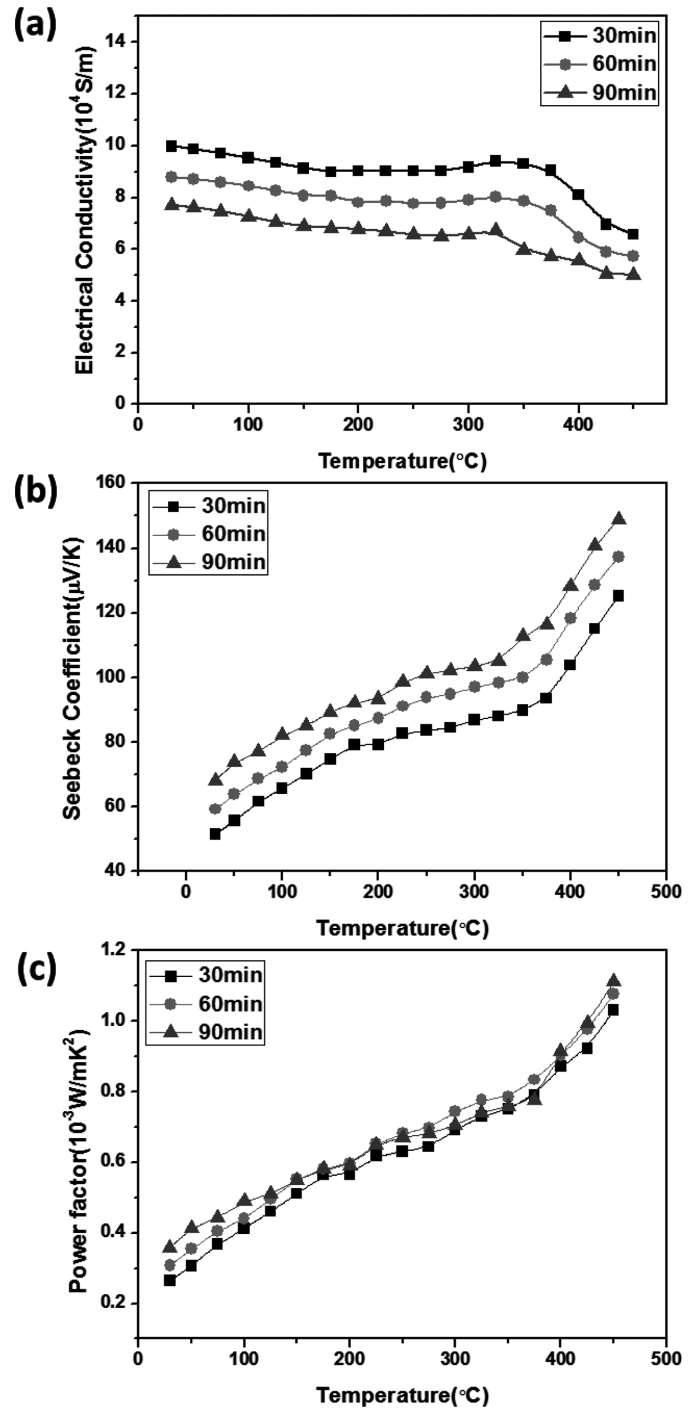 (a)
14
12
10
8
6
4
2
0
Electrical Conductivity(10⁴S/m)
30min
60min
90min
0
100
200
300
400
Temperature(°C)
(b)
160
140
120
100
80
60
40
Seebeck Coefficient(μV/K)
30min
60min
90min
0
100
200
300
400
500
Temperature(°C)
(c)
1.2
1.0
0.8
0.6
0.4
0.2
Power factor(10⁻³W/mK²)
30min
60min
90min
0
100
200
300
400
500
Temperature(°C)